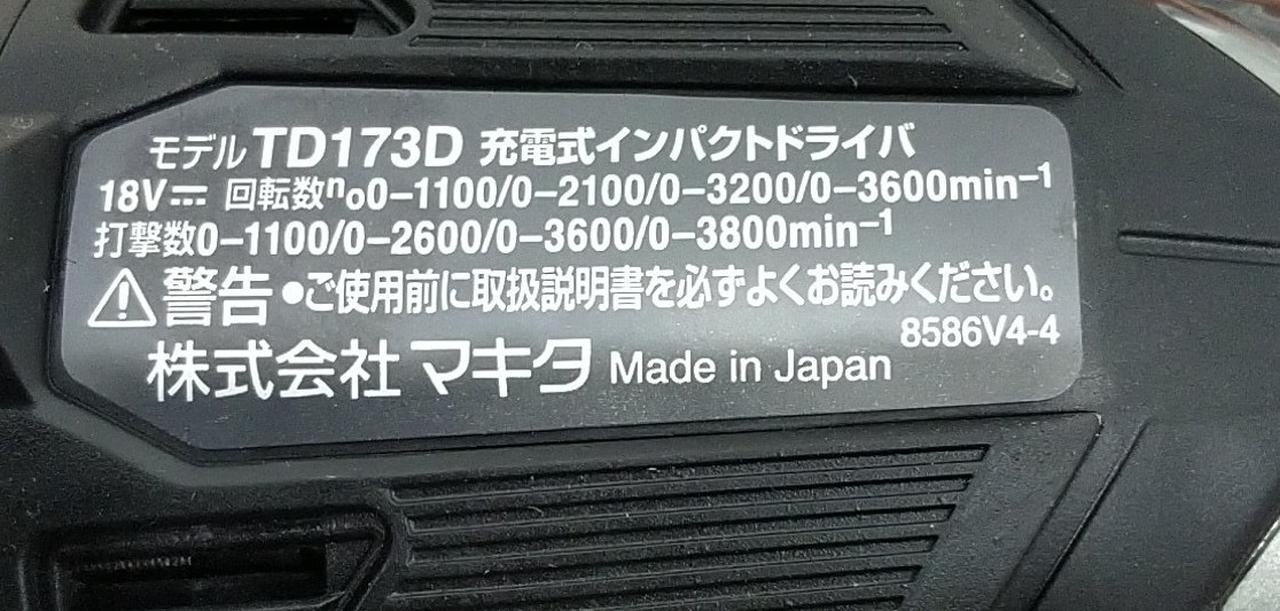 モデル TD173D 充電式インパクトドライバ
18V⎓ 回転数n₀0-1100/0-2100/0-3200/0-3600min⁻¹
打撃数0-1100/0-2600/0-3600/0-3800min⁻¹
⚠警告 ●ご使用前に取扱説明書を必ずよくお読みください。
8586V4-4
株式会社 マキタ Made in Japan